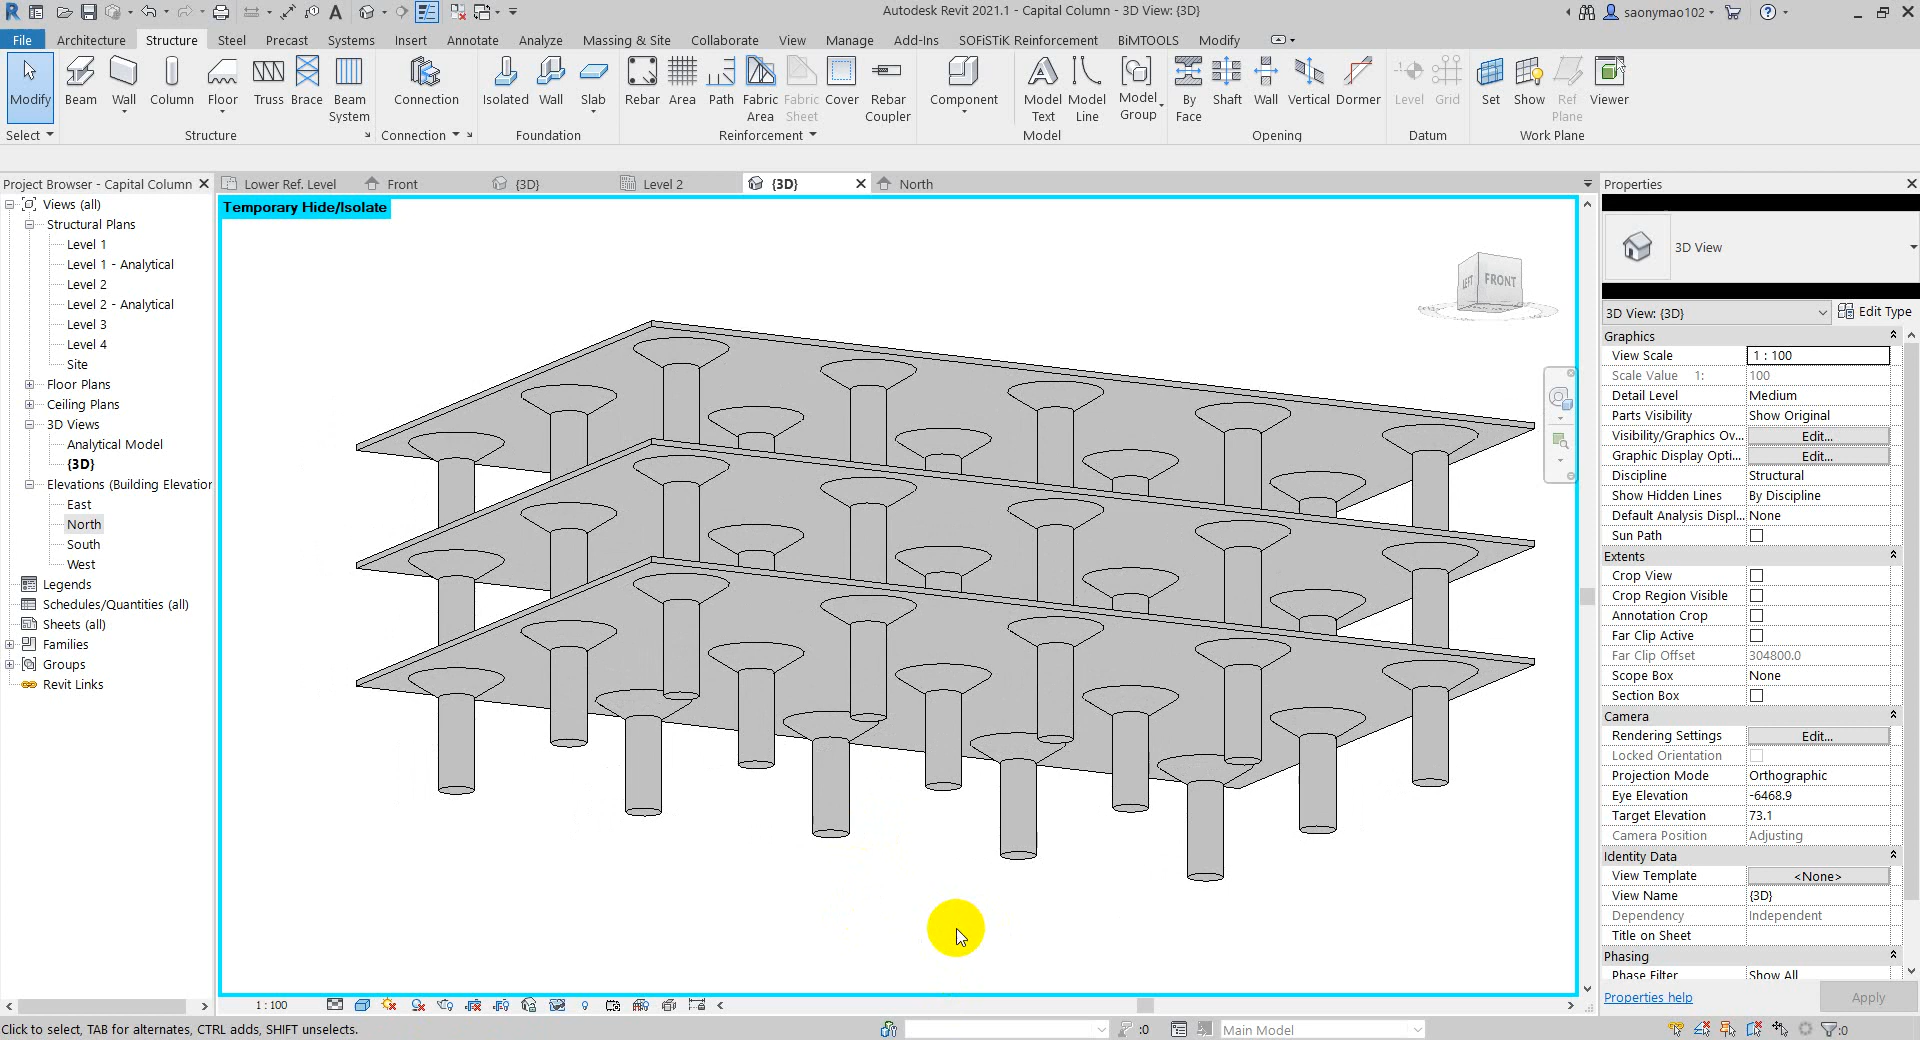 Autodesk Revit 2021.1 - Capital Column - 3D View: {3D}
saonymao102
File Architecture Structure Steel Precast Systems Insert Annotate Analyze Massing & Site Collaborate View Manage Add-Ins SOFiSTiK Reinforcement BiMTOOLS Modify
Modify Beam Wall Column Floor Truss Brace Beam System Connection Isolated Wall Slab Rebar Area Path Fabric Area Fabric Sheet Cover Rebar Coupler Component Model Text Model Line Model Group By Face Shaft Wall Vertical Dormer Level Grid Set Show Ref Plane Viewer
Select Structure Connection Foundation Reinforcement Model Opening Datum Work Plane
Project Browser - Capital Column
Views (all)
Structural Plans
Level 1
Level 1 - Analytical
Level 2
Level 2 - Analytical
Level 3
Level 4
Site
Floor Plans
Ceiling Plans
3D Views
Analytical Model
{3D}
Elevations (Building Elevation
East
North
South
West
Legends
Schedules/Quantities (all)
Sheets (all)
Families
Groups
Revit Links
Lower Ref. Level Front {3D} Level 2 {3D} North
Temporary Hide/Isolate
LEFT FRONT
Properties
3D View
3D View: {3D} Edit Type
Graphics
View Scale 1 : 100
Scale Value 1: 100
Detail Level Medium
Parts Visibility Show Original
Visibility/Graphics Ov... Edit...
Graphic Display Opti... Edit...
Discipline Structural
Show Hidden Lines By Discipline
Default Analysis Displ... None
Sun Path
Extents
Crop View
Crop Region Visible
Annotation Crop
Far Clip Active
Far Clip Offset 304800.0
Scope Box None
Section Box
Camera
Rendering Settings Edit...
Locked Orientation
Projection Mode Orthographic
Eye Elevation -6468.9
Target Elevation 73.1
Camera Position Adjusting
Identity Data
View Template <None>
View Name {3D}
Dependency Independent
Title on Sheet
Phasing
Phase Filter Show All
Properties help Apply
1 : 100
Click to select, TAB for alternates, CTRL adds, SHIFT unselects.
:0 Main Model :0